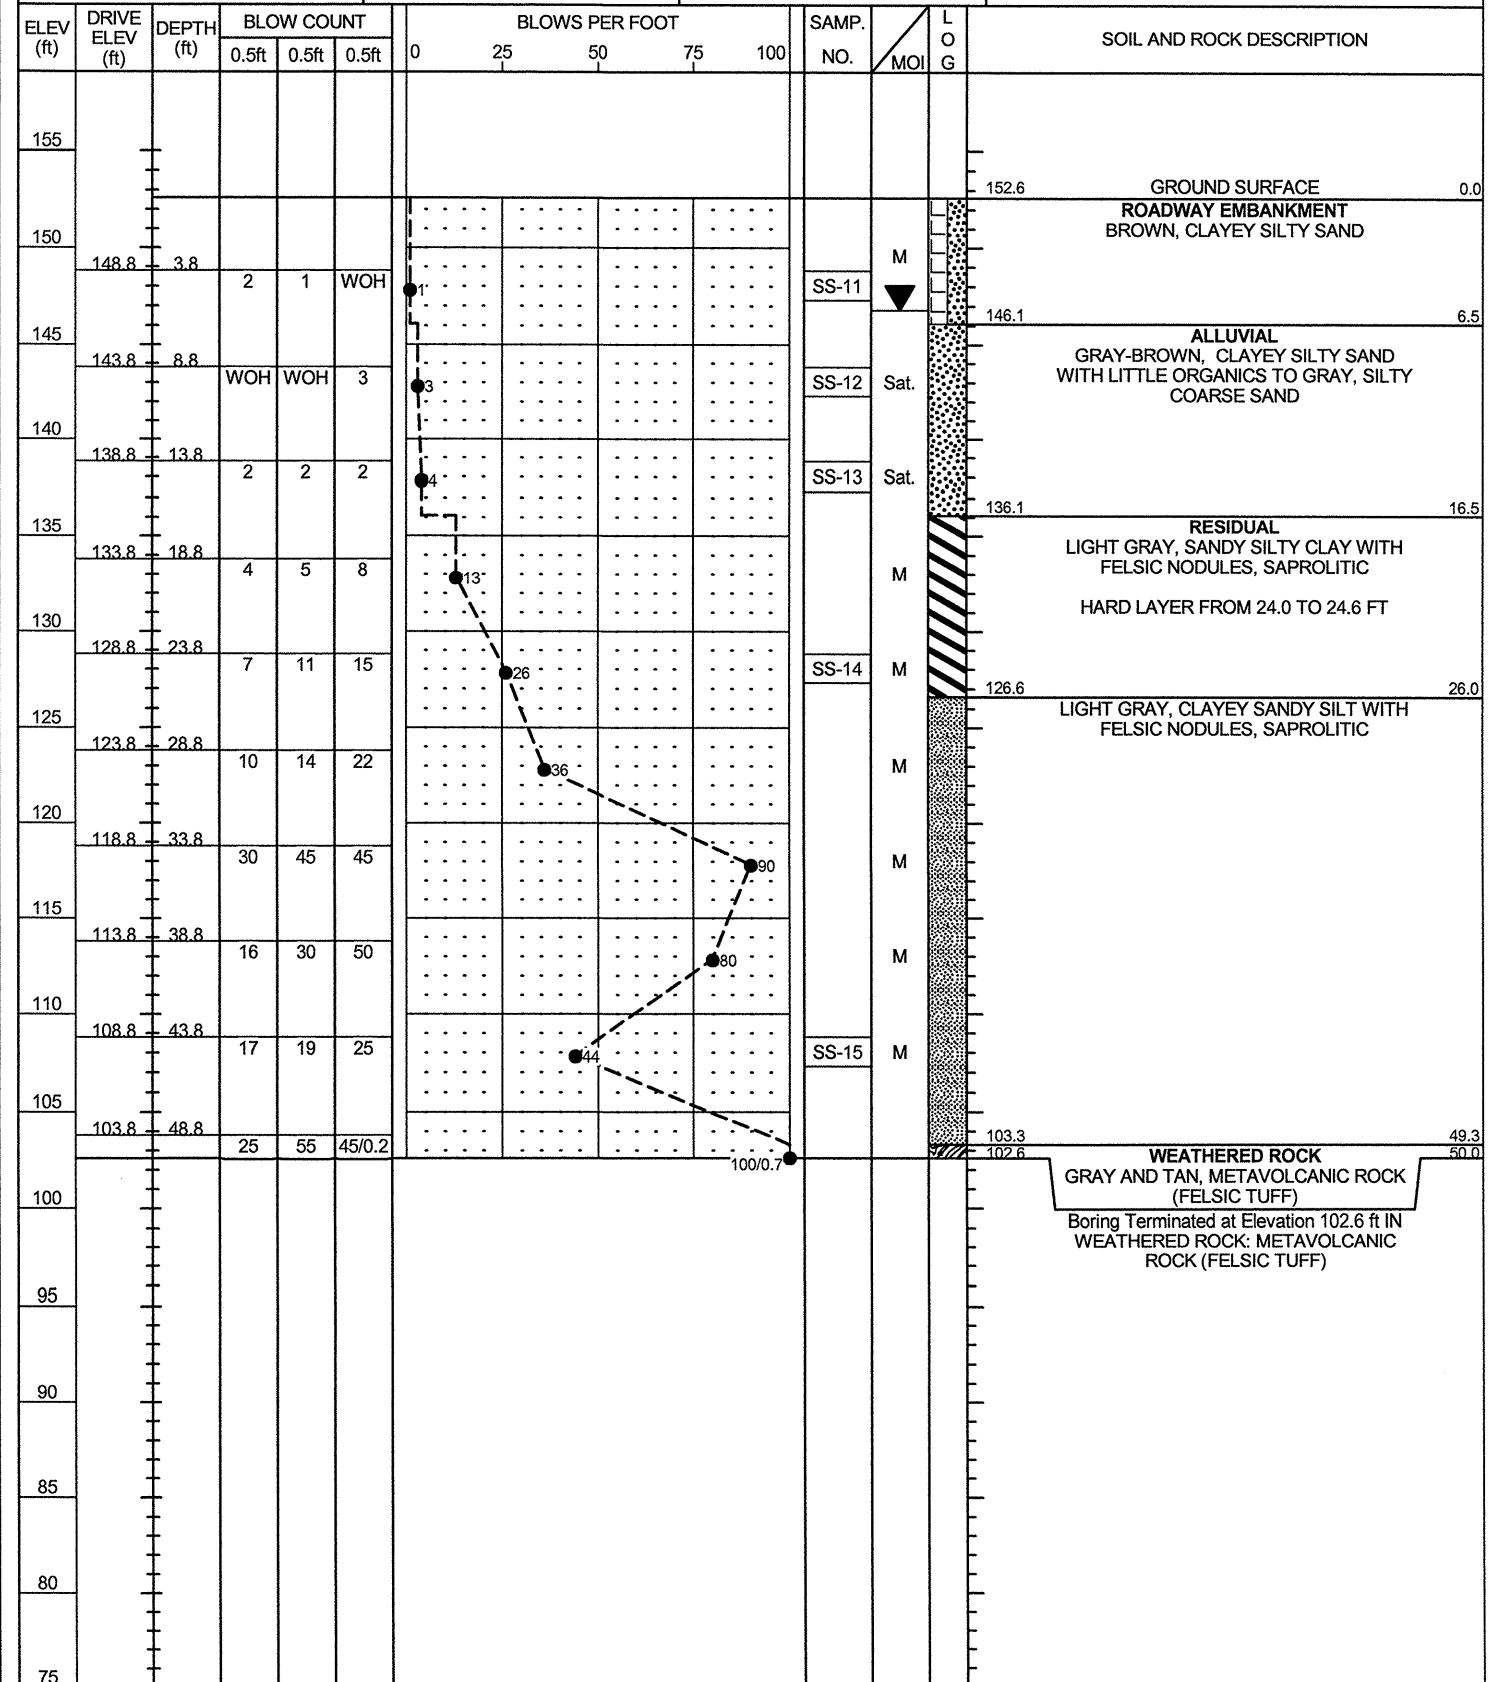 ELEV (ft) DRIVE ELEV (ft) DEPTH (ft) BLOW COUNT BLOWS PER FOOT SAMP. NO. MOI L O G SOIL AND ROCK DESCRIPTION
0.5ft 0.5ft 0.5ft 0 25 50 75 100
155
152.6 GROUND SURFACE 0.0
ROADWAY EMBANKMENT
BROWN, CLAYEY SILTY SAND
150
M
148.8 3.8
2 1 WOH 1 SS-11
146.1 6.5
145
ALLUVIAL
GRAY-BROWN, CLAYEY SILTY SAND
143.8 8.8
WOH WOH 3 3 SS-12 Sat. WITH LITTLE ORGANICS TO GRAY, SILTY
COARSE SAND
140
138.8 13.8
2 2 2 4 SS-13 Sat.
136.1 16.5
135
RESIDUAL
LIGHT GRAY, SANDY SILTY CLAY WITH
133.8 18.8
4 5 8 13 M FELSIC NODULES, SAPROLITIC
HARD LAYER FROM 24.0 TO 24.6 FT
130
128.8 23.8
7 11 15 26 SS-14 M
126.6 26.0
LIGHT GRAY, CLAYEY SANDY SILT WITH
125
FELSIC NODULES, SAPROLITIC
123.8 28.8
10 14 22 36 M
120
118.8 33.8
30 45 45 90 M
115
113.8 38.8
16 30 50 80 M
110
108.8 43.8
17 19 25 44 SS-15 M
105
103.8 48.8
103.3 49.3
25 55 45/0.2
102.6 WEATHERED ROCK 50.0
100/0.7
GRAY AND TAN, METAVOLCANIC ROCK
(FELSIC TUFF)
100
Boring Terminated at Elevation 102.6 ft IN
WEATHERED ROCK: METAVOLCANIC
ROCK (FELSIC TUFF)
95
90
85
80
75